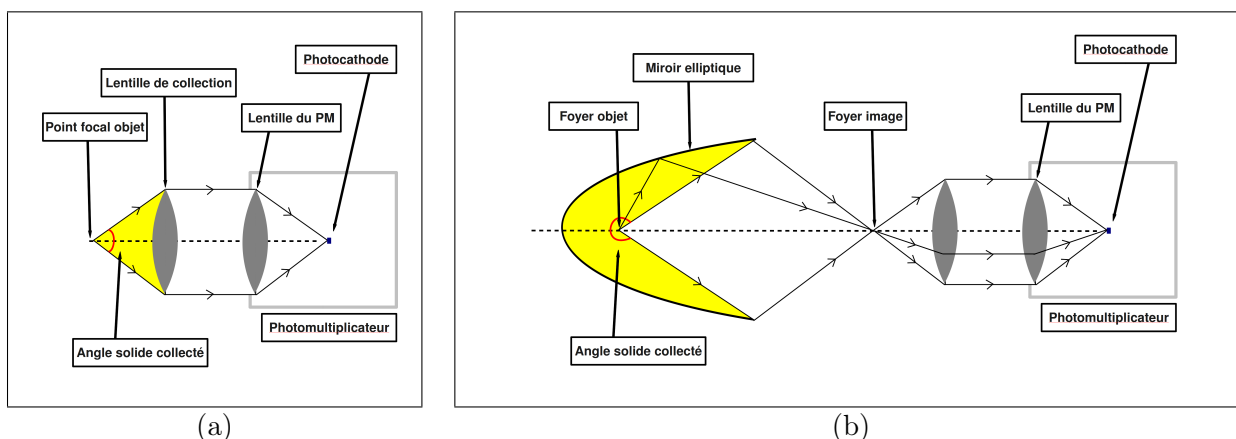 Photocathode
Lentille de collection
Lentille du PM
Point focal objet
Photomultiplicateur
Angle solide collecté
(a)
Photocathode
Miroir elliptique
Foyer objet
Foyer image
Lentille du PM
Photomultiplicateur
Angle solide collecté
(b)